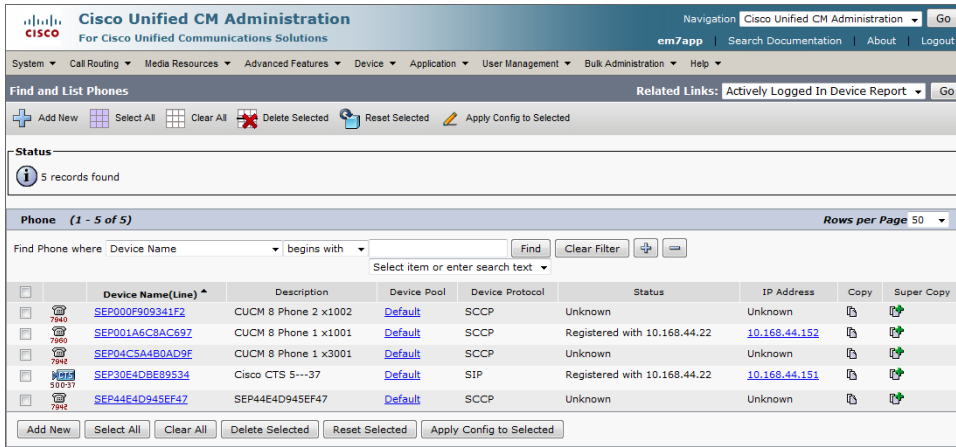 cisco
Cisco Unified CM Administration
For Cisco Unified Communications Solutions
Navigation Cisco Unified CM Administration Go
em7app | Search Documentation | About | Logout
System Call Routing Media Resources Advanced Features Device Application User Management Bulk Administration Help
Find and List Phones
Related Links: Actively Logged In Device Report Go
Add New Select All Clear All Delete Selected Reset Selected Apply Config to Selected
Status
i 5 records found
Phone (1 - 5 of 5) Rows per Page 50
Find Phone where Device Name begins with Find Clear Filter
Select item or enter search text
Device Name(Line) Description Device Pool Device Protocol Status IP Address Copy Super Copy
7940 SEP000F909341F2 CUCM 8 Phone 2 x1002 Default SCCP Unknown Unknown
7960 SEP001A6C8AC697 CUCM 8 Phone 1 x1001 Default SCCP Registered with 10.168.44.22 10.168.44.152
7942 SEP04C5A4B0AD9F CUCM 8 Phone 1 x3001 Default SCCP Unknown Unknown
CTS 500-37 SEP30E4DBE89534 Cisco CTS 5---37 Default SIP Registered with 10.168.44.22 10.168.44.151
7942 SEP44E4D945EF47 SEP44E4D945EF47 Default SCCP Unknown Unknown
Add New Select All Clear All Delete Selected Reset Selected Apply Config to Selected